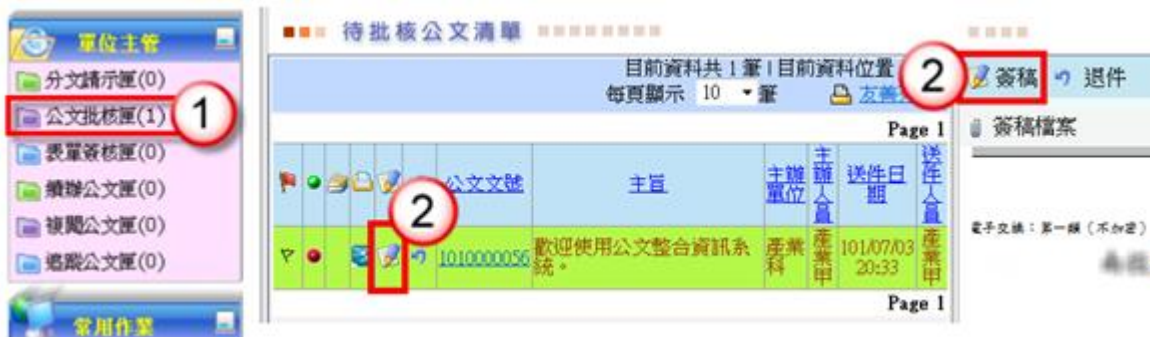 單位主管
分文請示匣(0)
公文批核匣(1)
1
表單簽核匣(0)
續辦公文匣(0)
複閱公文匣(0)
追蹤公文匣(0)
常用作業
待批核公文清單
目前資料共 1 筆 | 目前資料位置
每頁顯示 10 筆 友善
Page 1
公文文號 主旨 主辦單位 主辦人員 送件日期 送件人員
2
1010000056 歡迎使用公文整合資訊系統。 產業科 產業甲 101/07/03 20:33 產業甲
Page 1
2
簽稿 退件
簽稿檔案
電子交換：第一類（不加密）